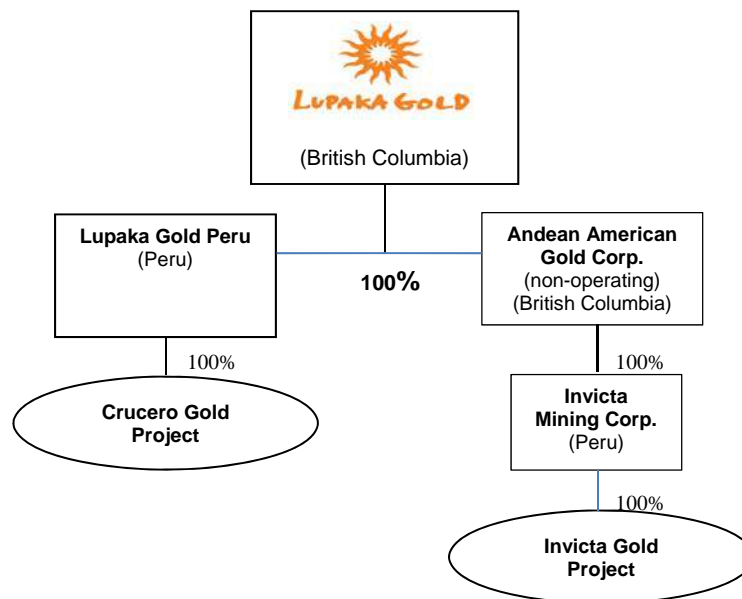 LUPAKA GOLD
(British Columbia)
Lupaka Gold Peru
(Peru)
100%
Andean American
Gold Corp.
(non-operating)
(British Columbia)
100%
100%
Crucero Gold
Project
Invicta
Mining Corp.
(Peru)
100%
Invicta Gold
Project